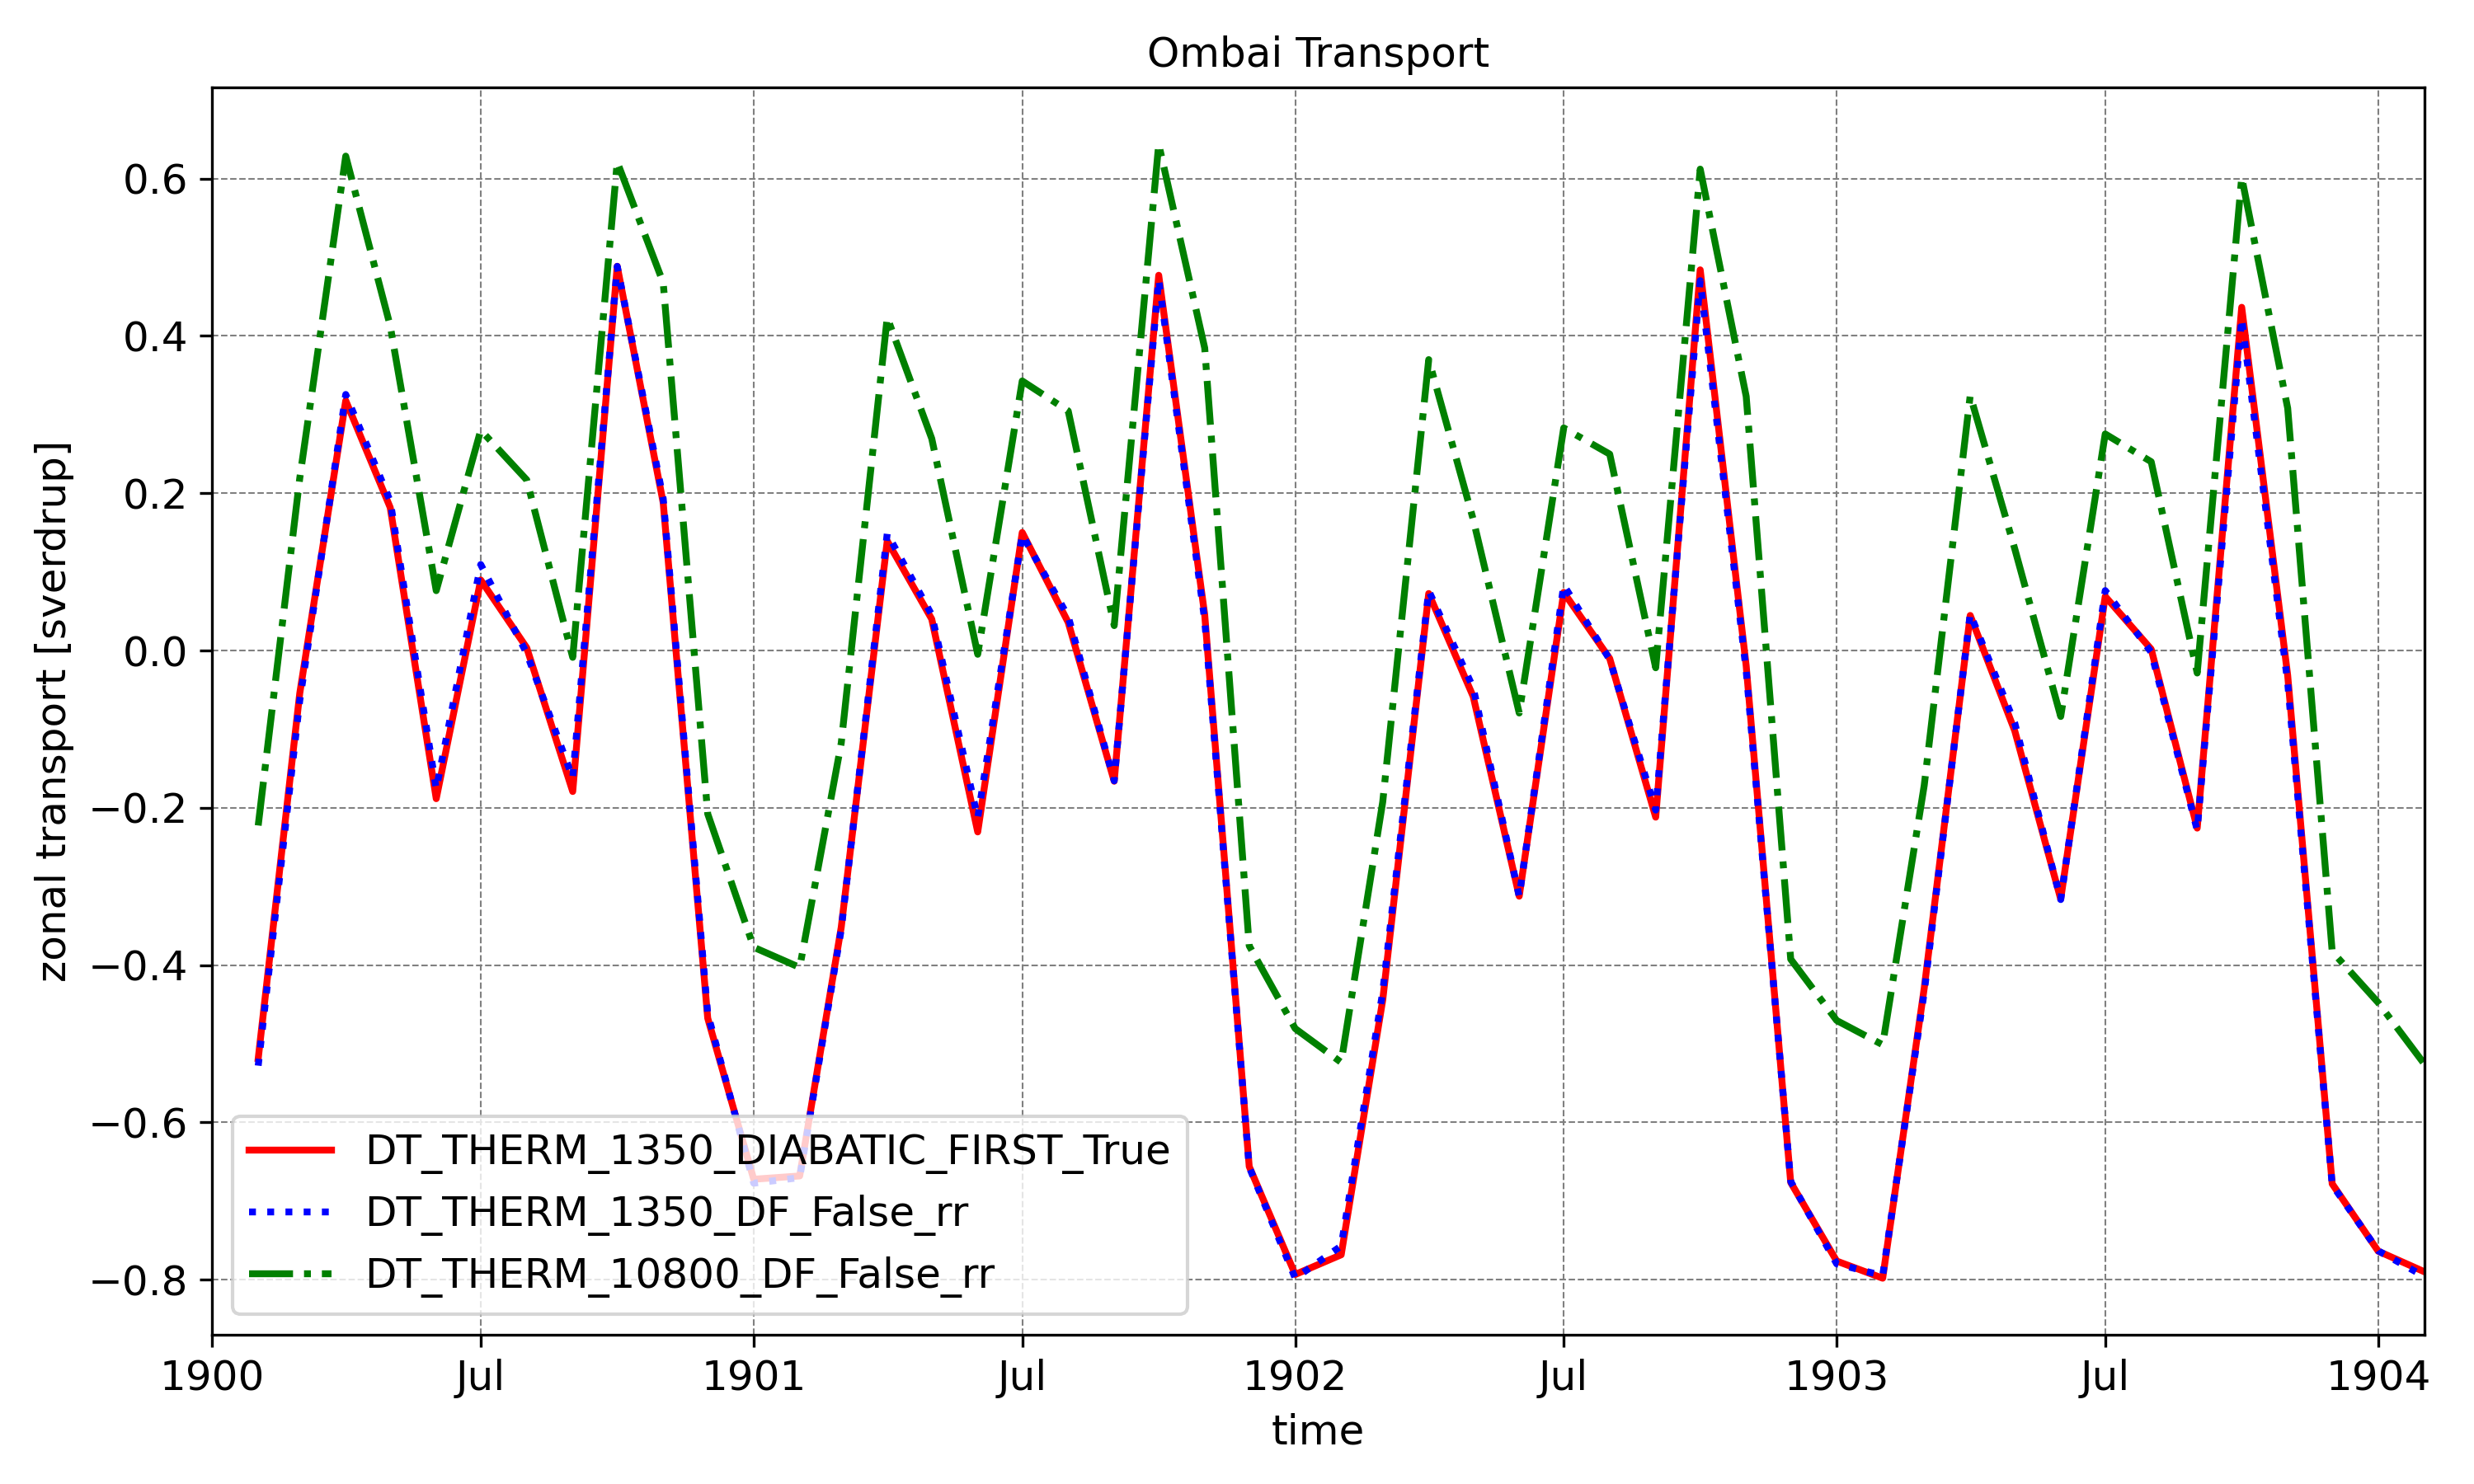 Ombai Transport
zonal transport [sverdrup]
0.6
0.4
0.2
0.0
−0.2
−0.4
−0.6
−0.8
DT_THERM_1350_DIABATIC_FIRST_True
DT_THERM_1350_DF_False_rr
DT_THERM_10800_DF_False_rr
1900 Jul 1901 Jul 1902 Jul 1903 Jul 1904
time